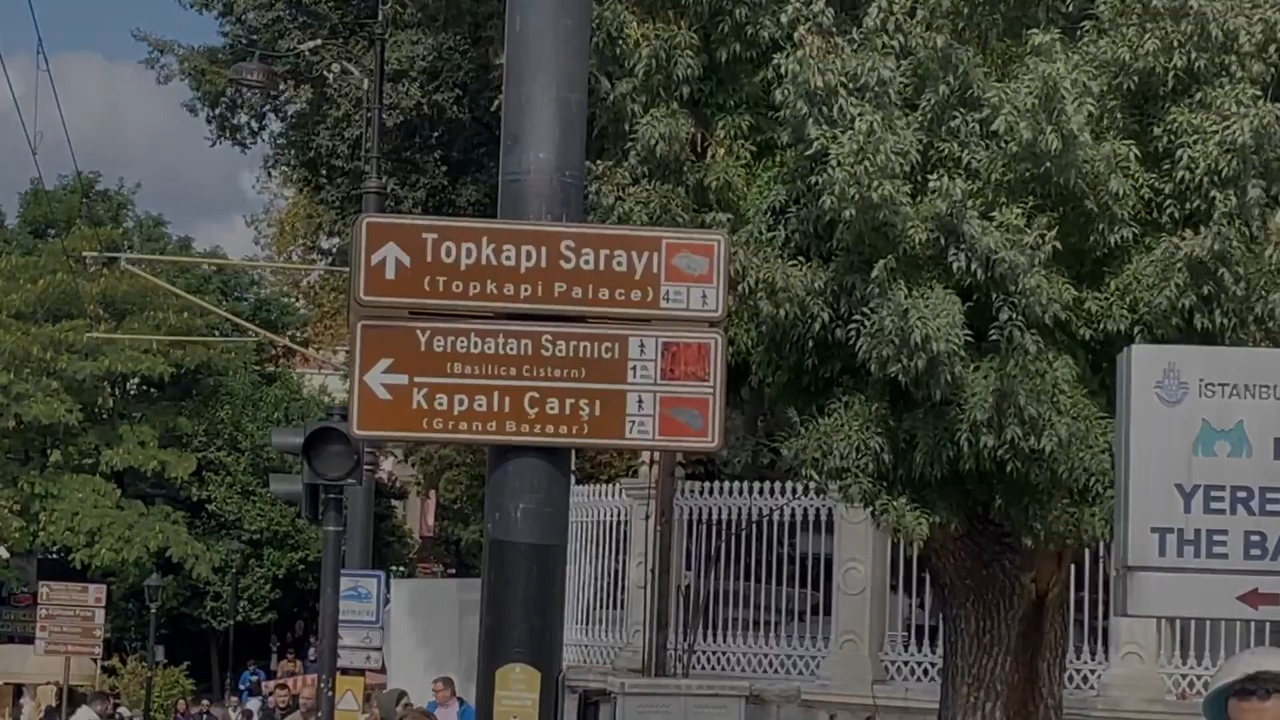 Topkapı Sarayı
(Topkapi Palace)
4
Yerebatan Sarnıcı
(Basilica Cistern)
1
Kapalı Çarşı
(Grand Bazaar)
7
İSTANBU
YERE
THE BA